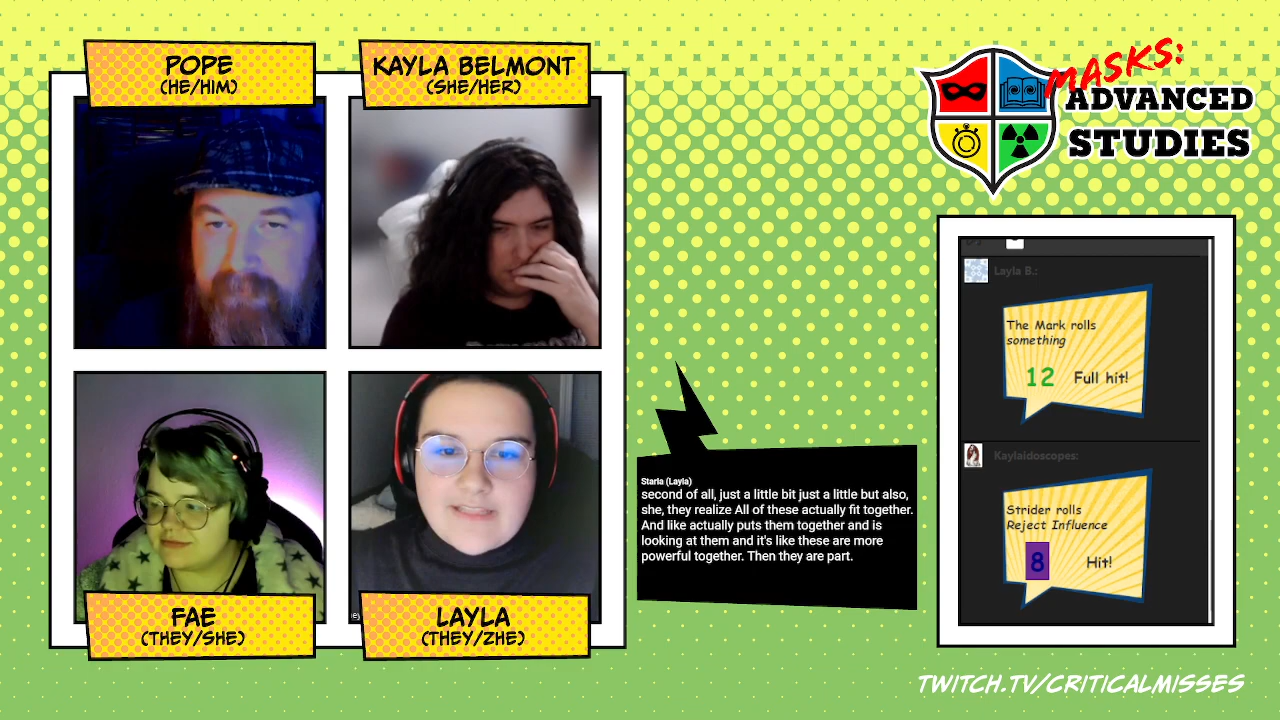 POPE
(HE/HIM)
KAYLA BELMONT
(SHE/HER)
FAE
(THEY/SHE)
LAYLA
(THEY/ZHE)
Starla (Layla)
second of all, just a little bit just a little but also,
she, they realize All of these actually fit together.
And like actually puts them together and is
looking at them and it's like these are more
powerful together. Then they are part.
MASKS:
ADVANCED
STUDIES
Layla B.:
The Mark rolls
something
12 Full hit!
Kaylaidoscopes:
Strider rolls
Reject Influence
8 Hit!
TWITCH.TV/CRITICALMISSES